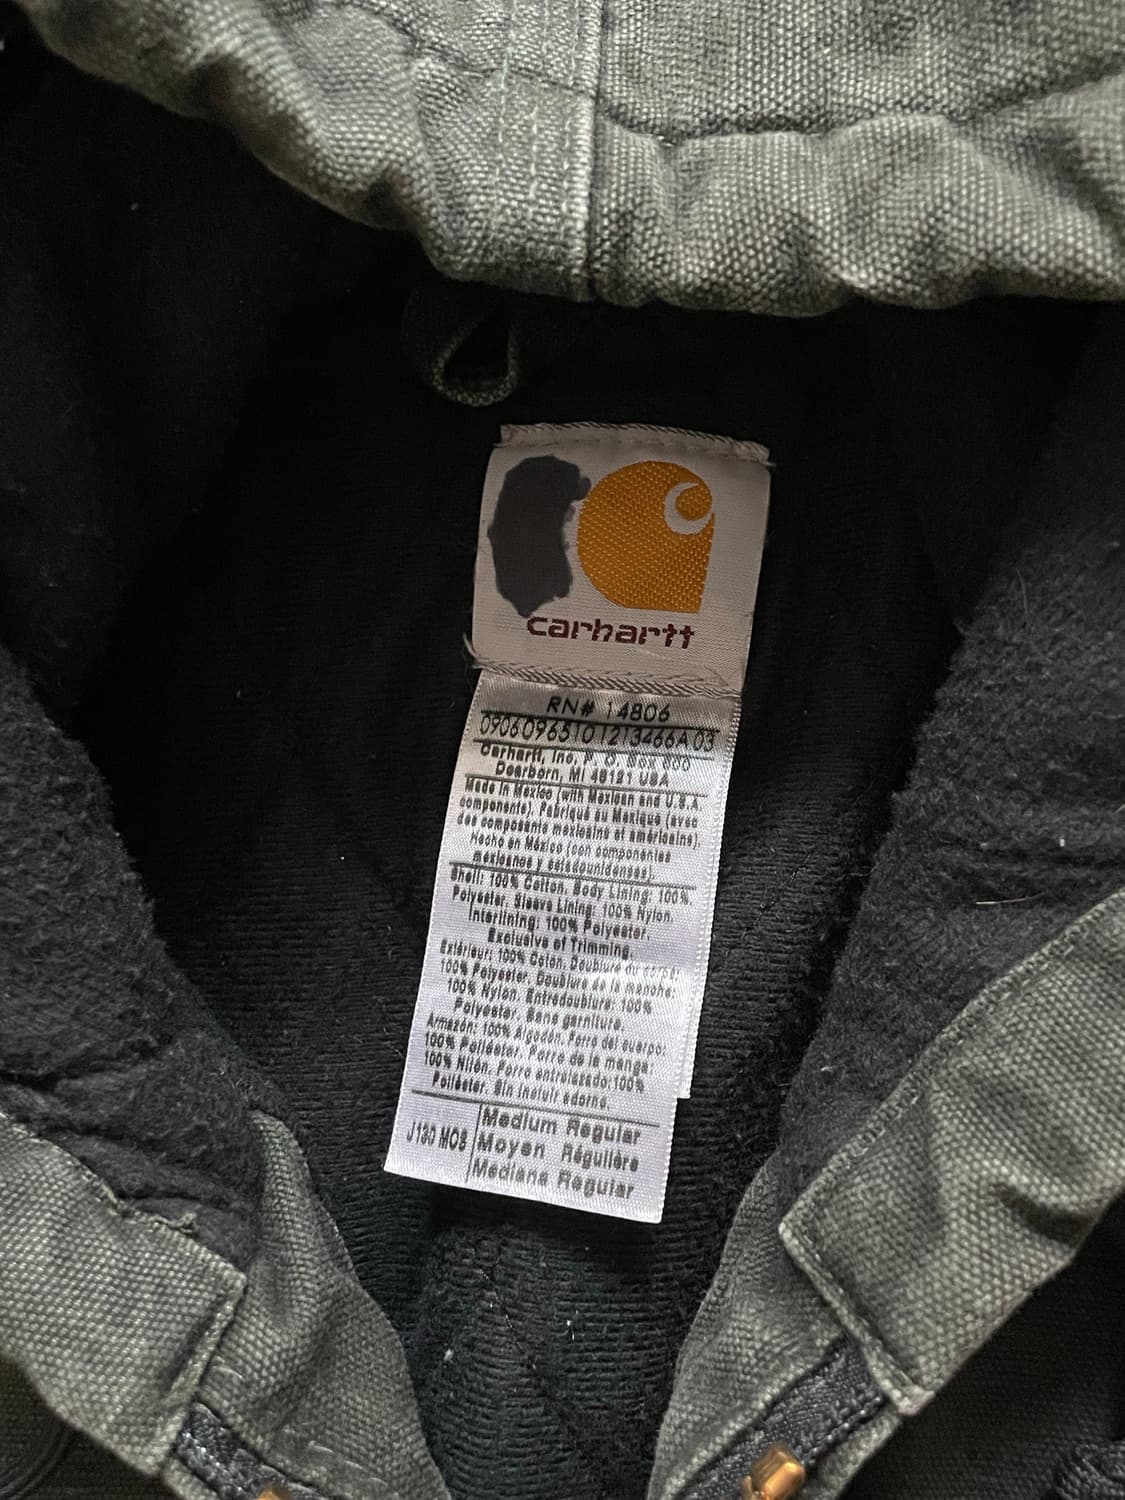 carhartt
RN# 14806
0906096510 1213466A 03
Carhartt, Inc. P. O. Box 600
Dearborn, MI 48121 USA
Made in Mexico (with Mexican and U.S.A.
components). Fabriqué au Mexique (avec
des composants mexicains et américains).
Hecho en México (con componentes
mexicanos y estadounidenses).
Shell: 100% Cotton. Body Lining: 100%
Polyester. Sleeve Lining: 100% Nylon.
Interlining: 100% Polyester.
Exclusive of Trimming.
Extérieur: 100% Coton. Doublure du corps:
100% Polyester. Doublure de la manche:
100% Nylon. Entredoublure: 100%
Polyester. Sans garniture.
Armazón: 100% Algodon. Forro del cuerpo:
100% Poliéster. Forro de la manga
100% Nilón. Forro entrelazado:100%
Poliéster. Sin incluir adorno.
J130 MOS
Medium Regular
Moyen Régulière
Mediana Regular